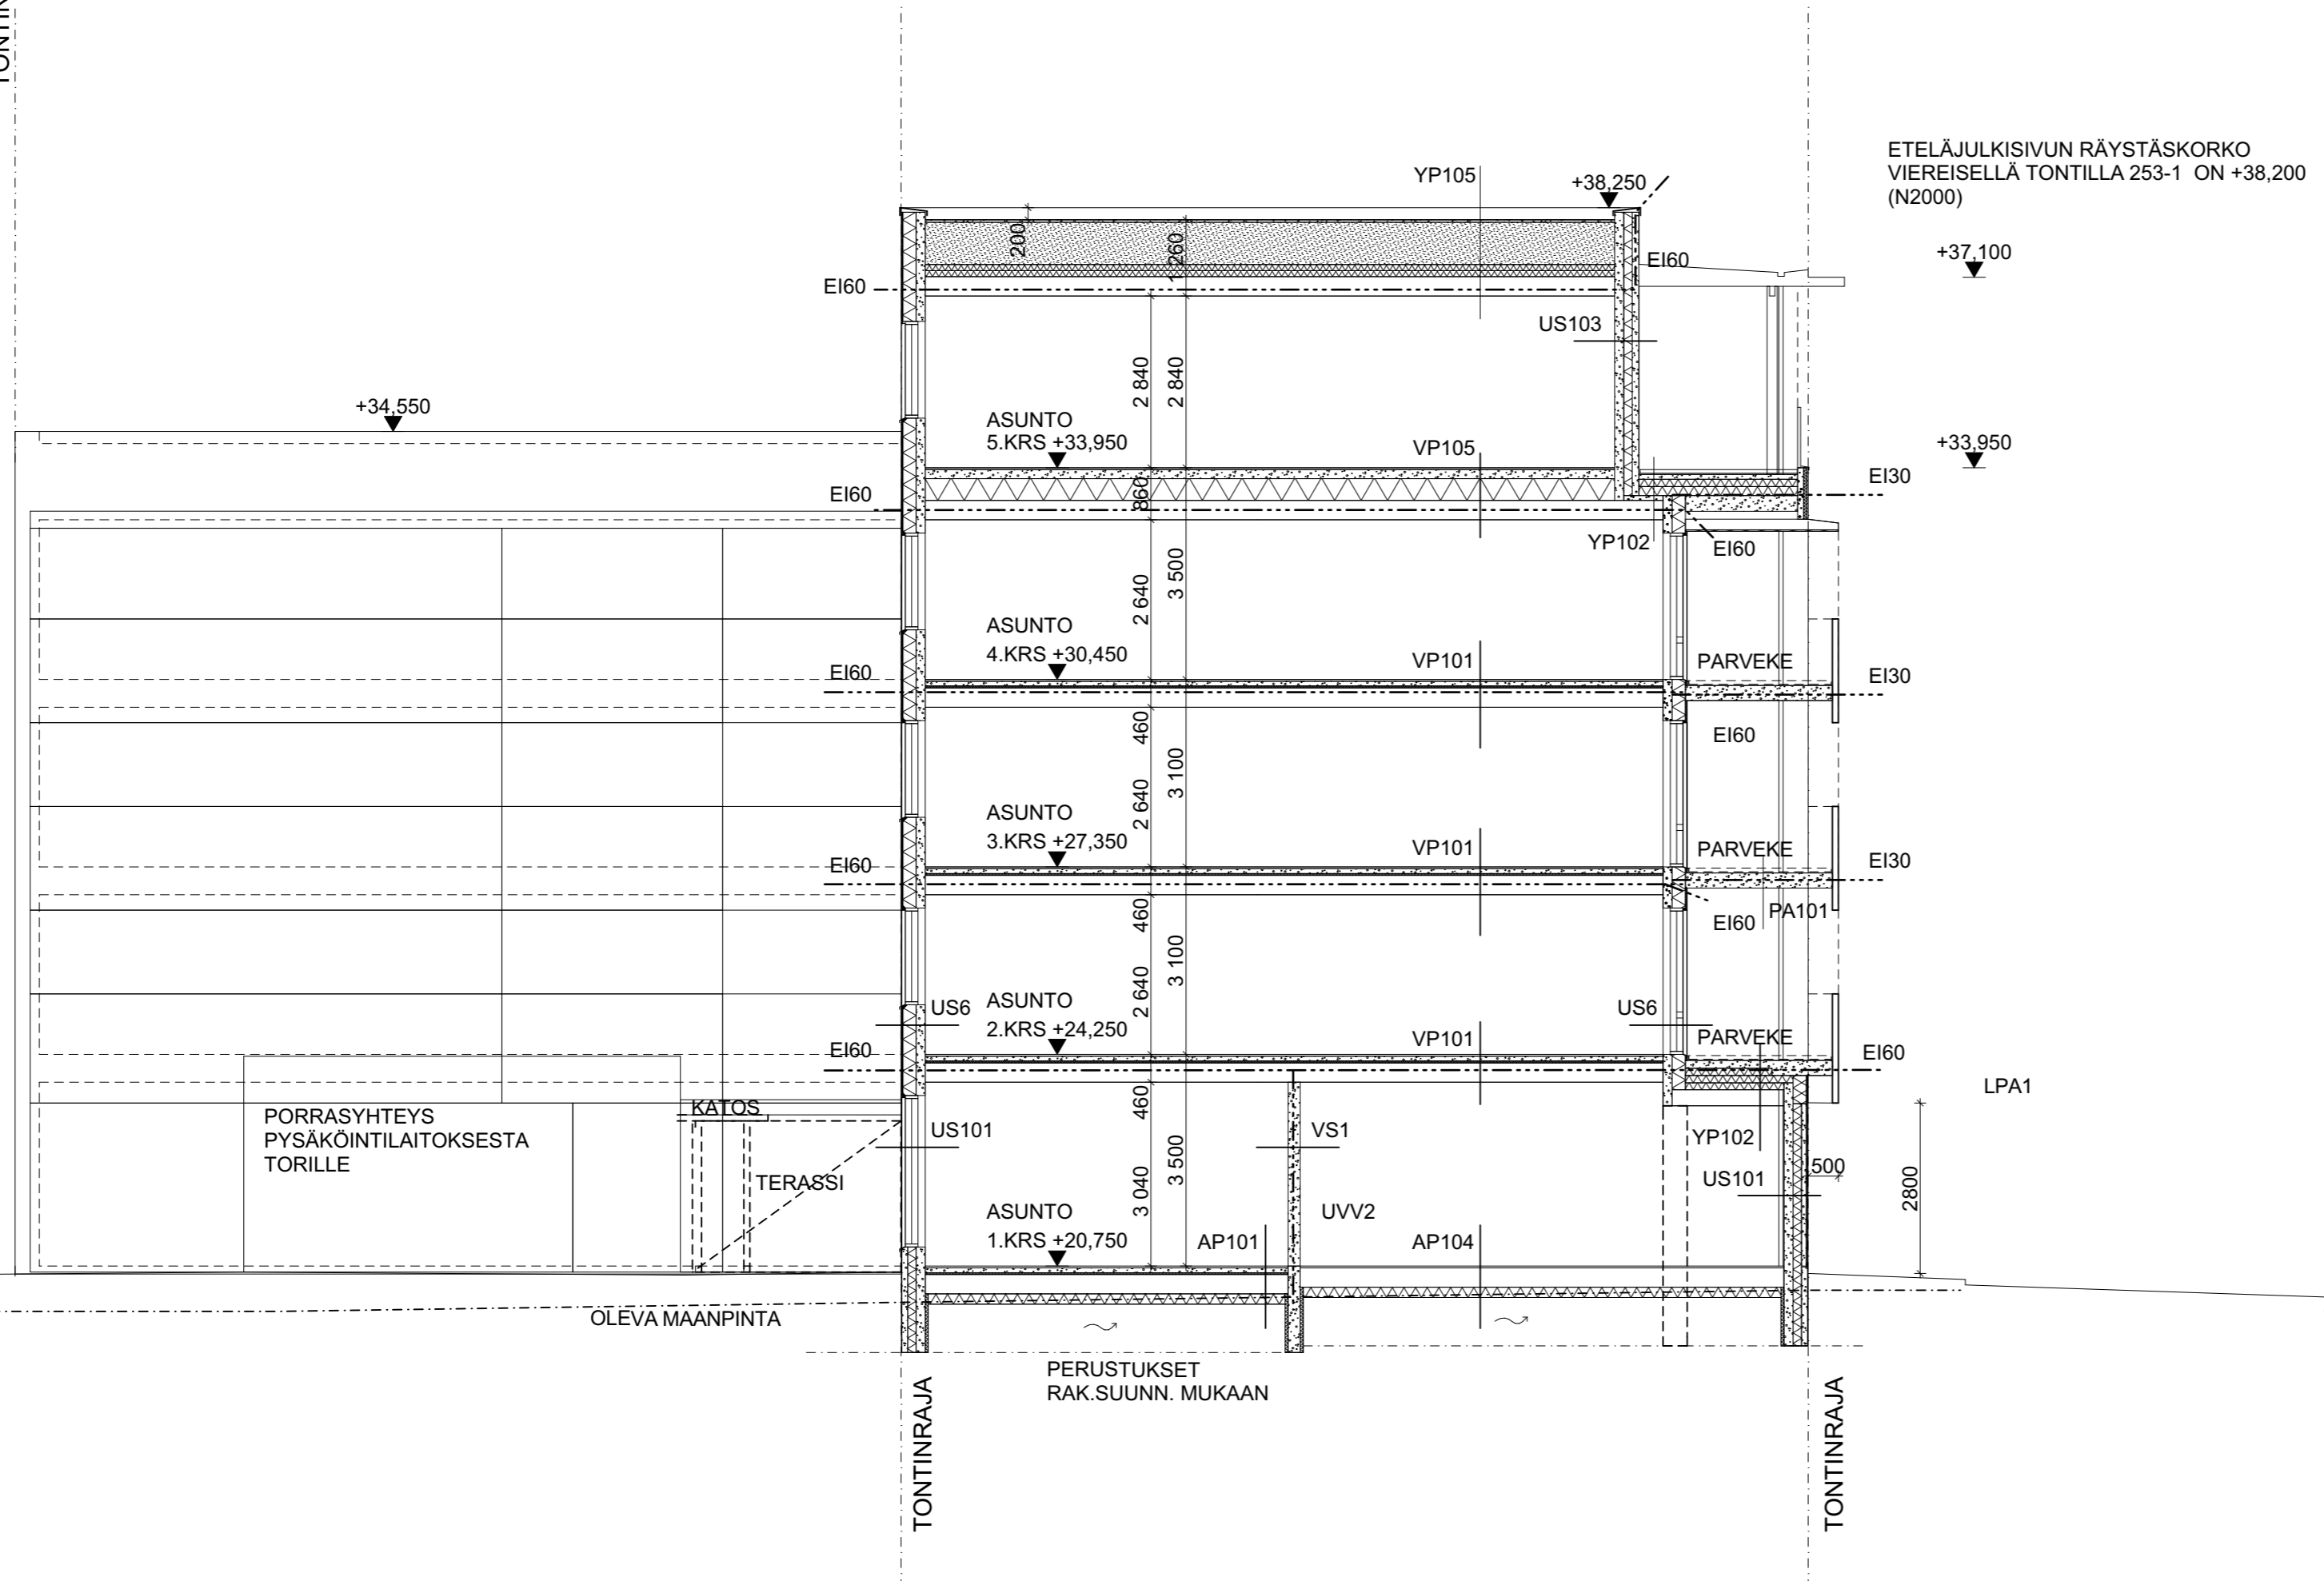 ETELÄJULKISIVUN RÄYSTÄSKORKO
VIEREISELLÄ TONTILLA 253-1 ON +38,200
(N2000)
YP105
+38,250
200
1 260
+37,100
EI60
EI60
US103
2 840
2 840
+34,550
ASUNTO
5.KRS +33,950
VP105
+33,950
EI60
860
EI30
YP102
EI60
2 640
3 500
ASUNTO
4.KRS +30,450
VP101
PARVEKE
EI60
EI30
460
EI60
3 100
2 640
ASUNTO
3.KRS +27,350
VP101
PARVEKE
EI60
EI30
460
EI60
PA101
3 100
2 640
US6
ASUNTO
2.KRS +24,250
US6
VP101
PARVEKE
EI60
EI60
LPA1
460
KATOS
PORRASYHTEYS
PYSÄKÖINTILAITOKSESTA
TORILLE
US101
VS1
YP102
3 500
500
TERASSI
3 040
US101
2800
ASUNTO
1.KRS +20,750
UVV2
AP101
AP104
OLEVA MAANPINTA
PERUSTUKSET
RAK.SUUNN. MUKAAN
TONTINRAJA
TONTINRAJA